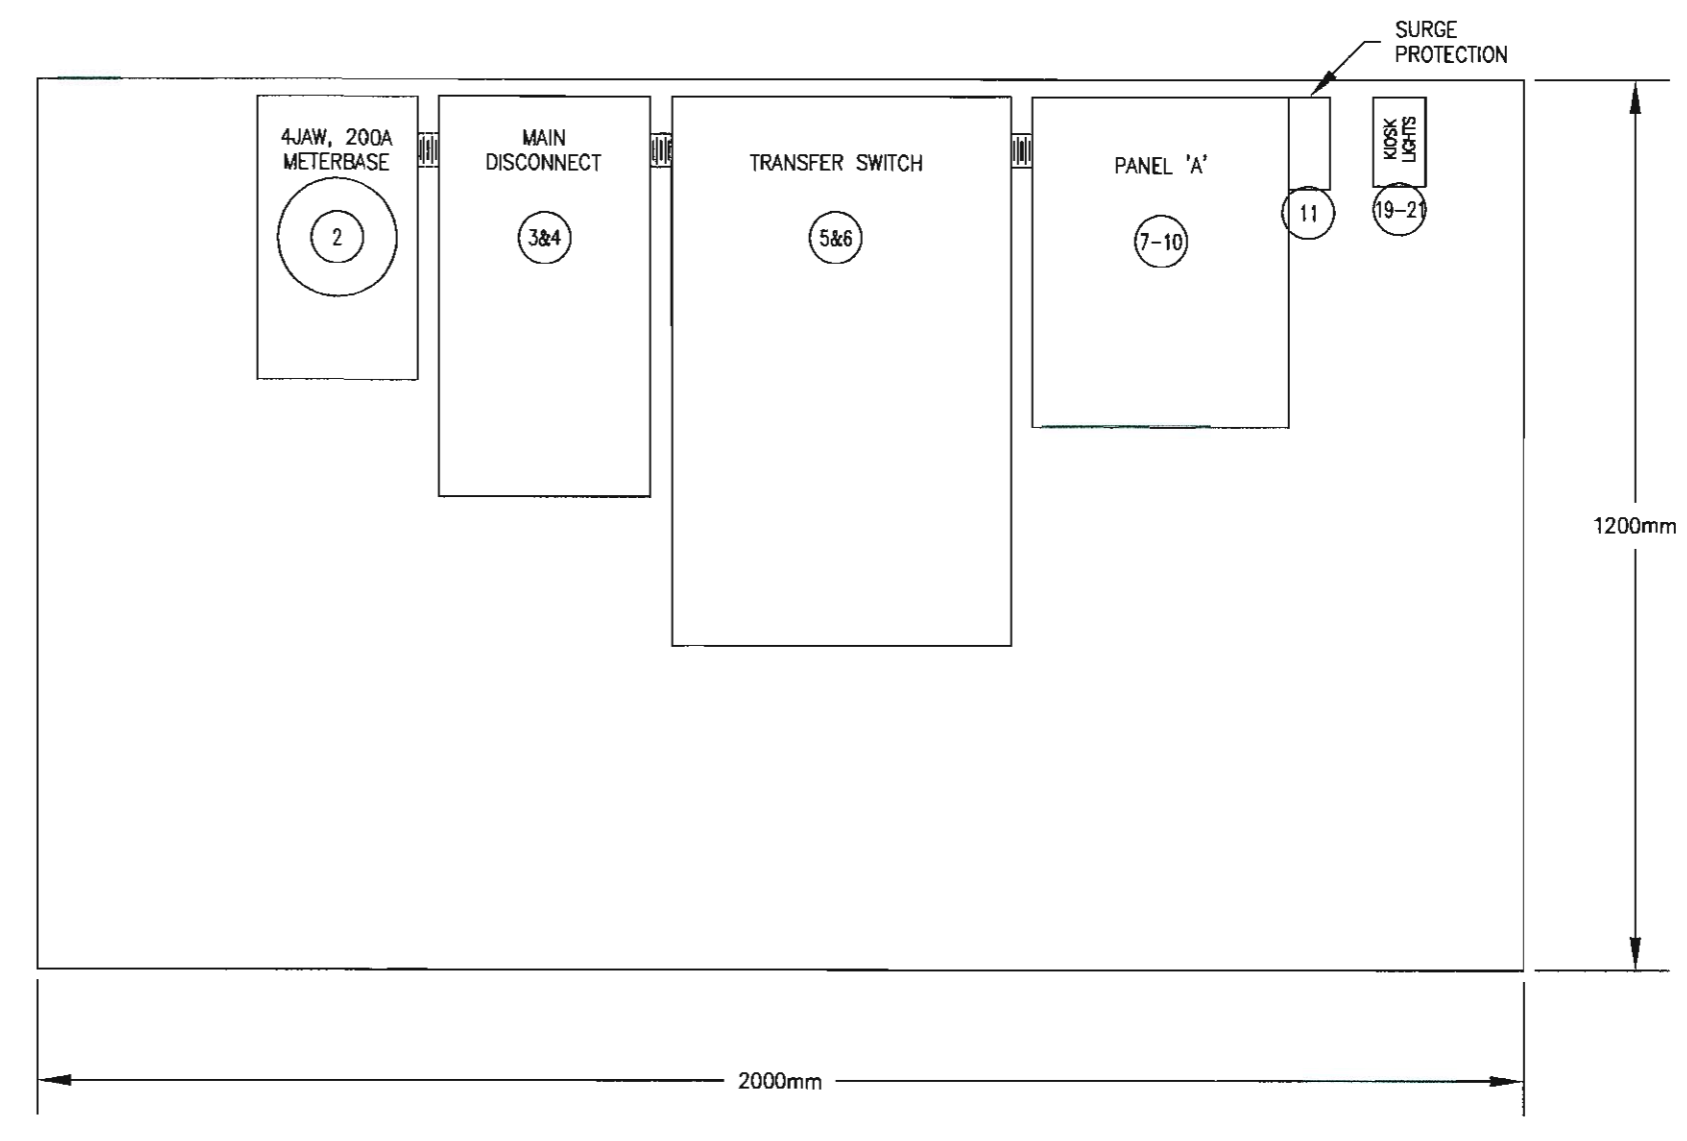 SURGE
PROTECTION
4JAW, 200A
METERBASE
MAIN
DISCONNECT
TRANSFER SWITCH
PANEL 'A'
KIOSK
LIGHTS
2
3&4
5&6
7-10
11
19-21
1200mm
2000mm